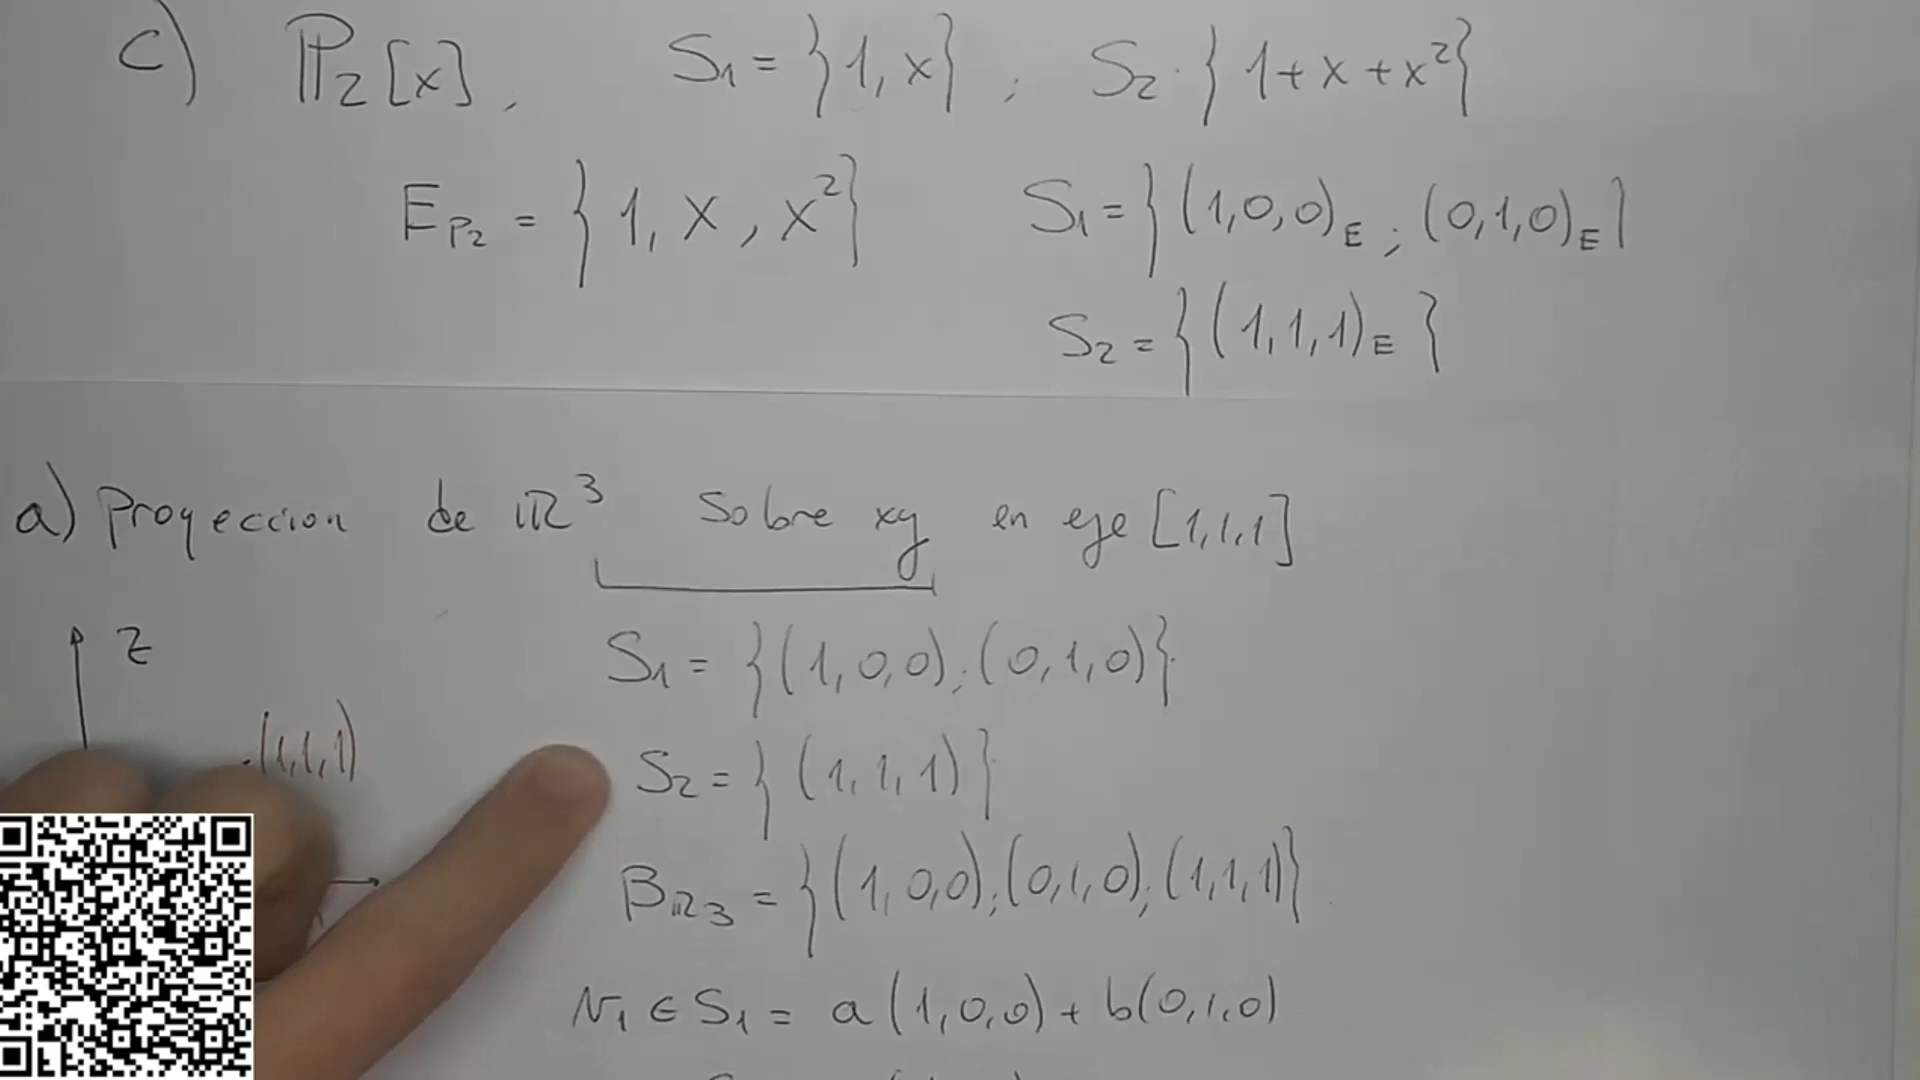 c) P₂[x], S₁ = {1, x} ; S₂ · {1+x+x²}
E_P₂ = {1, x, x²} S₁ = {(1,0,0)_E ; (0,1,0)_E}
S₂ = {(1,1,1)_E}
a) Proyeccion de ℝ³ Sobre xy en eje [1,1,1]
z
S₁ = {(1,0,0);(0,1,0)}
(1,1,1)
S₂ = {(1,1,1)}
B_ℝ3 = {(1,0,0);(0,1,0);(1,1,1)}
v₁ ∈ S₁ = a(1,0,0) + b(0,1,0)